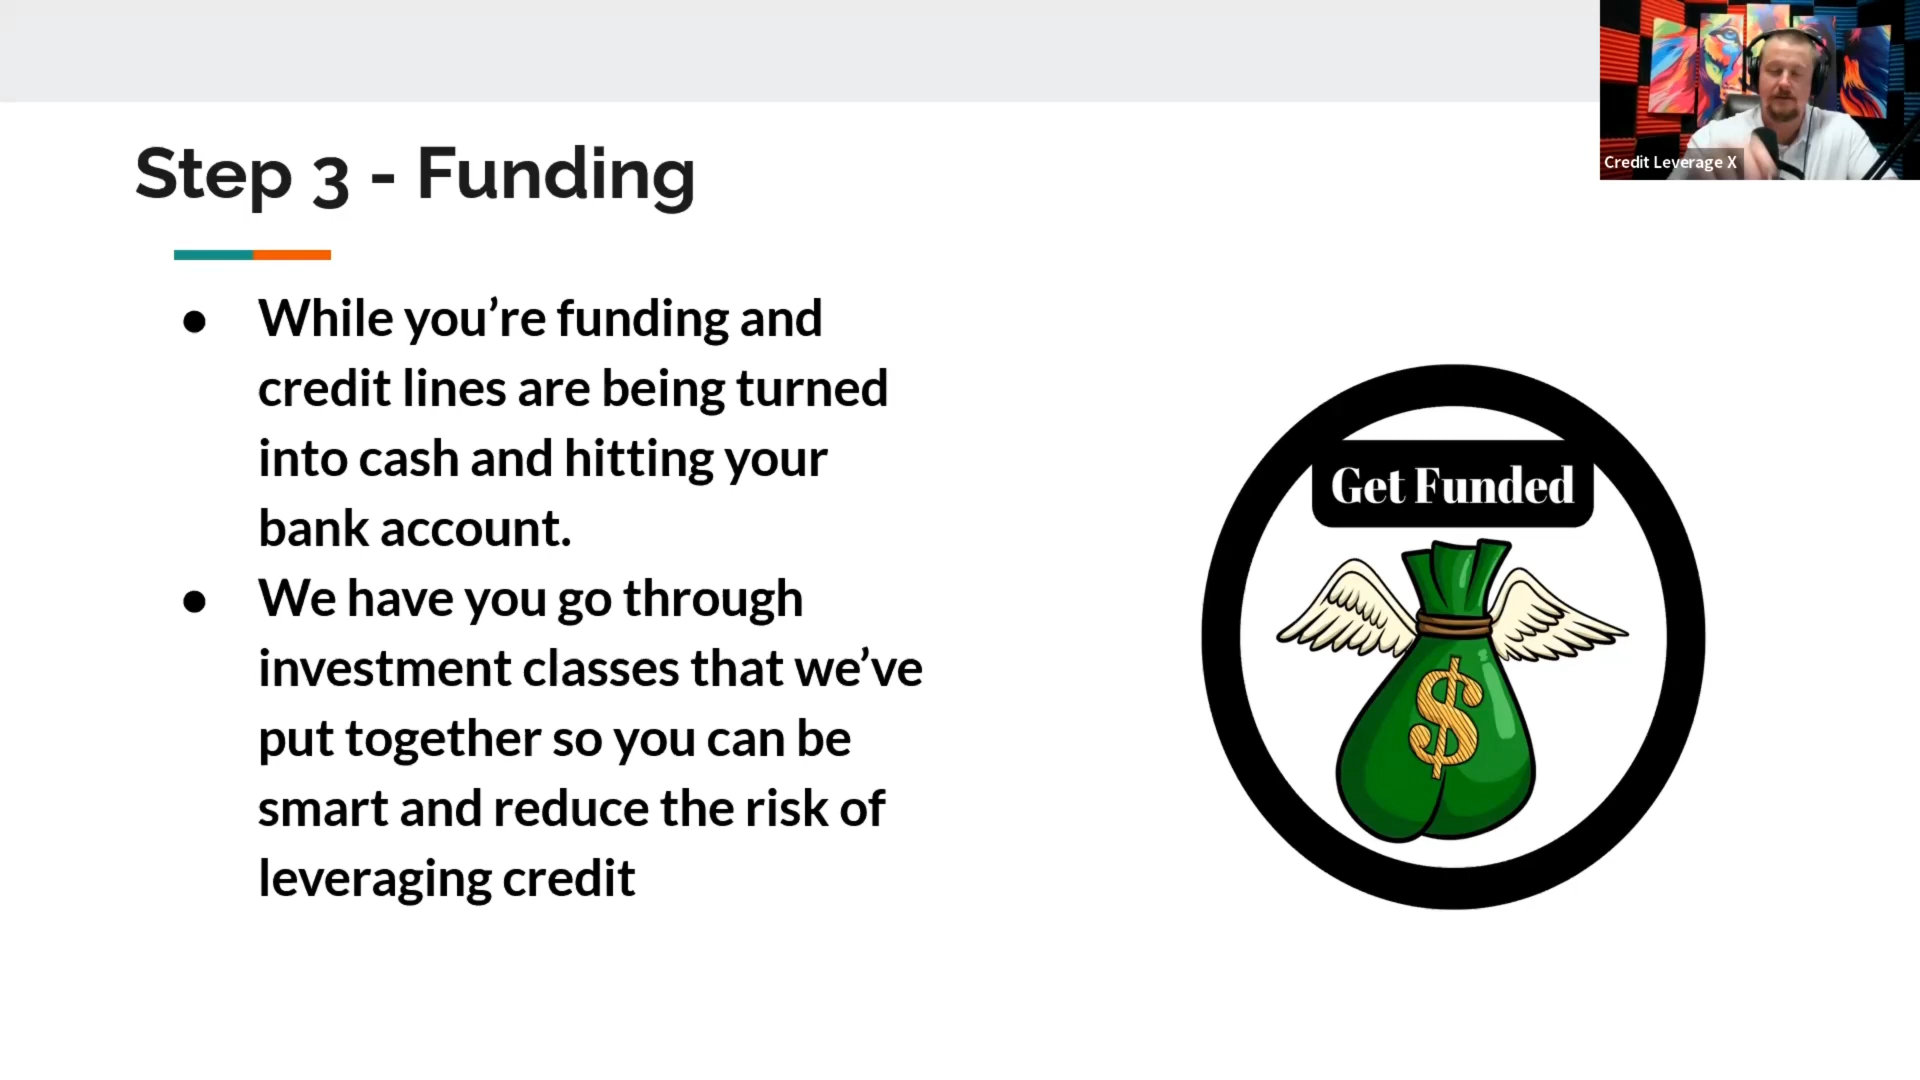 Step 3 - Funding
Credit Leverage X
● While you’re funding and
credit lines are being turned
into cash and hitting your
bank account.
● We have you go through
investment classes that we’ve
put together so you can be
smart and reduce the risk of
leveraging credit
Get Funded
$